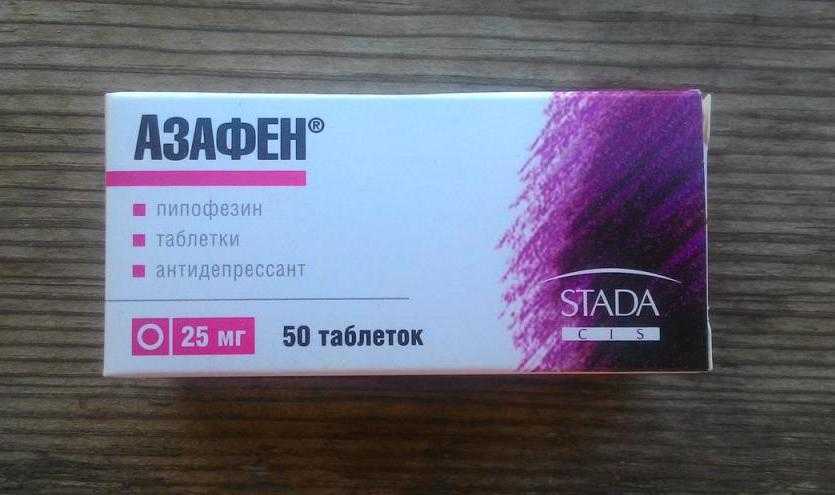 АЗАФЕН®
пипофезин
таблетки
антидепрессант
25 мг 50 таблеток
STADA
CIS